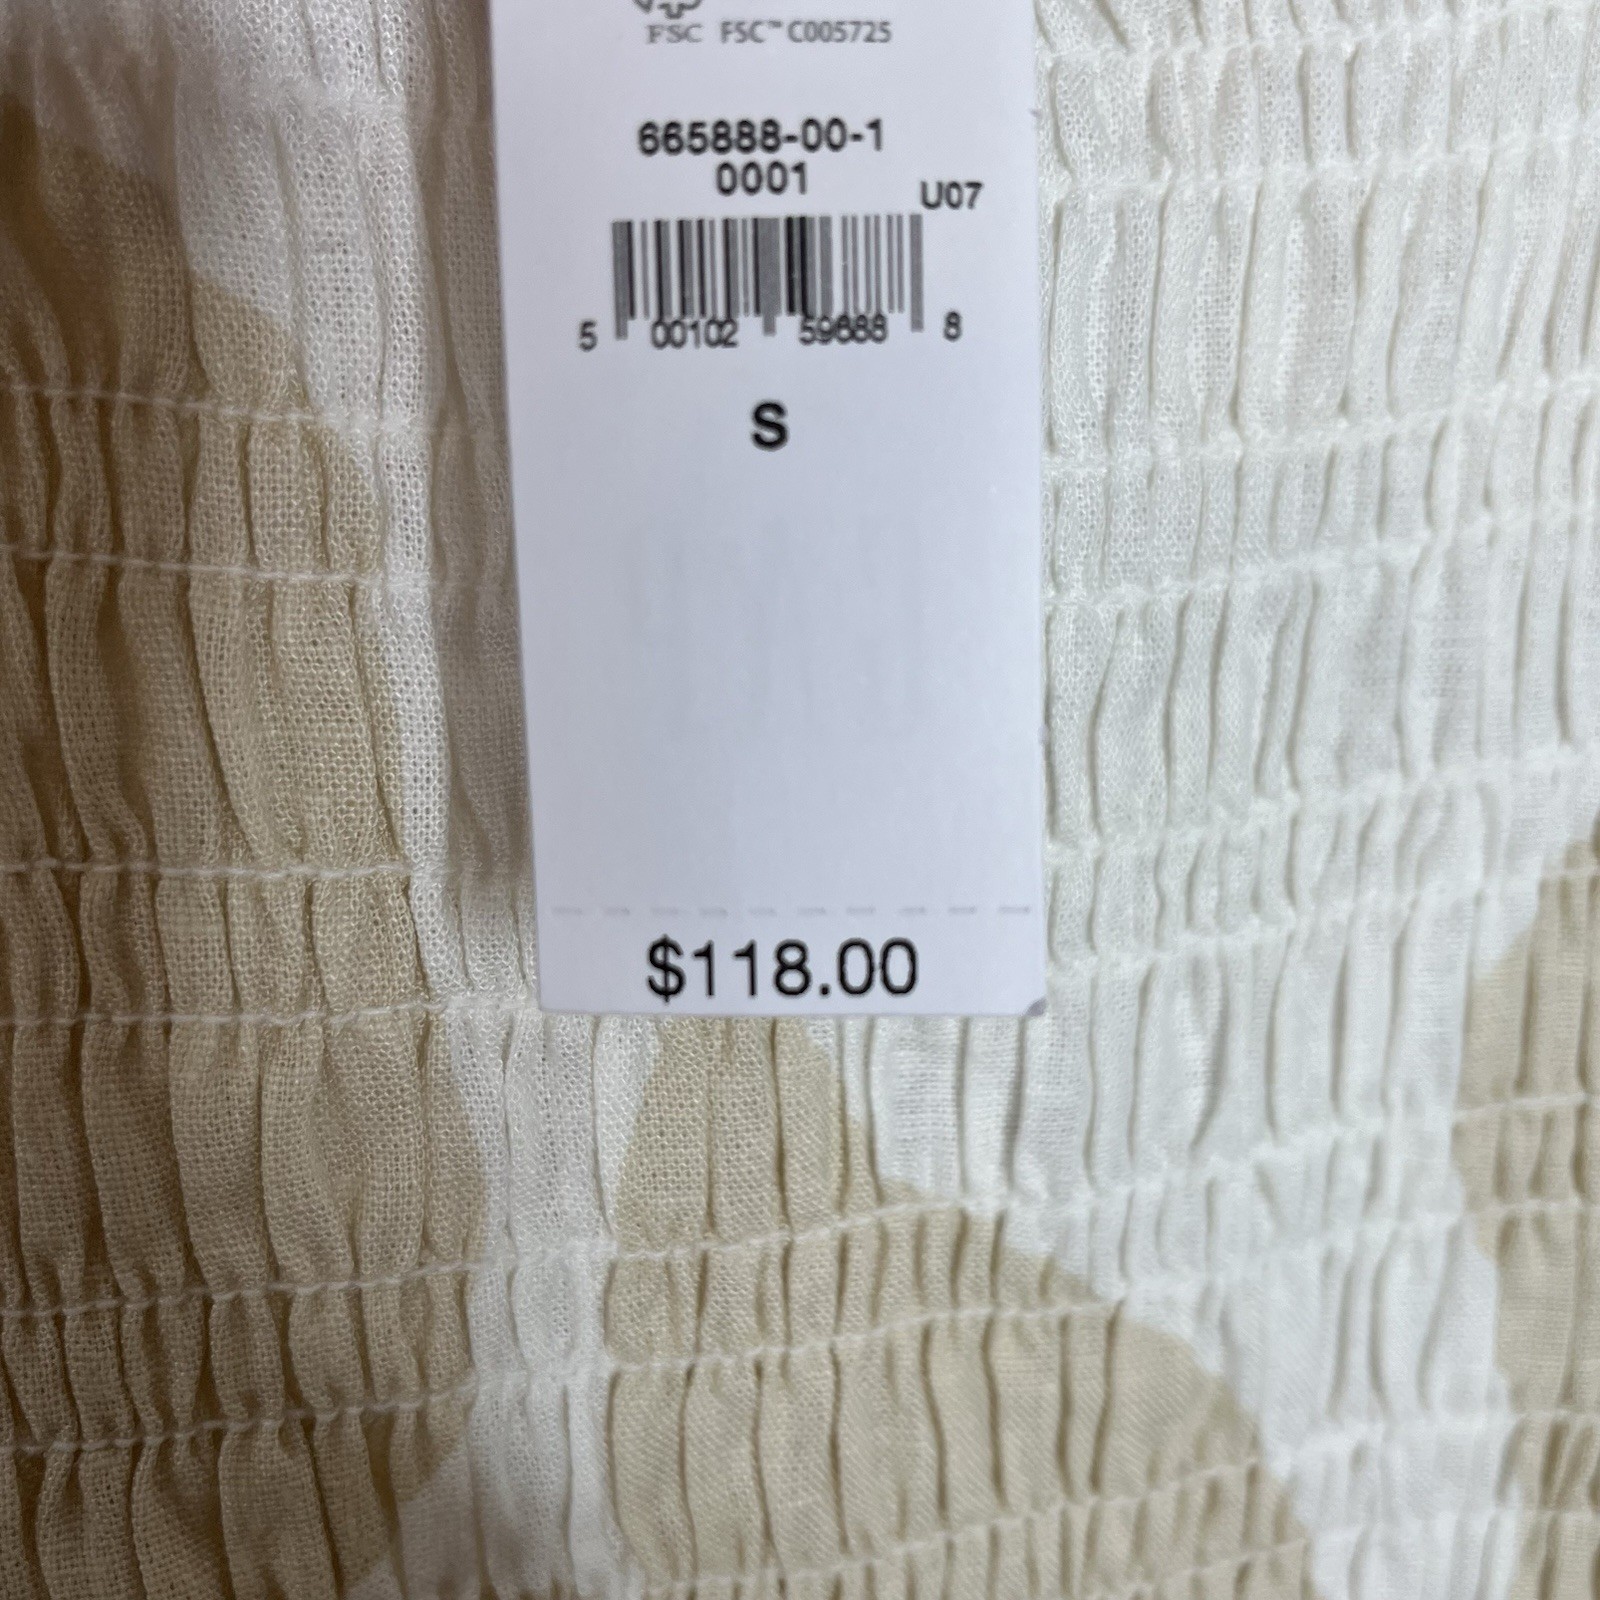 FSC FSC™ C005725
665888-00-1
0001
U07
5 00102 59688 8
S
$118.00